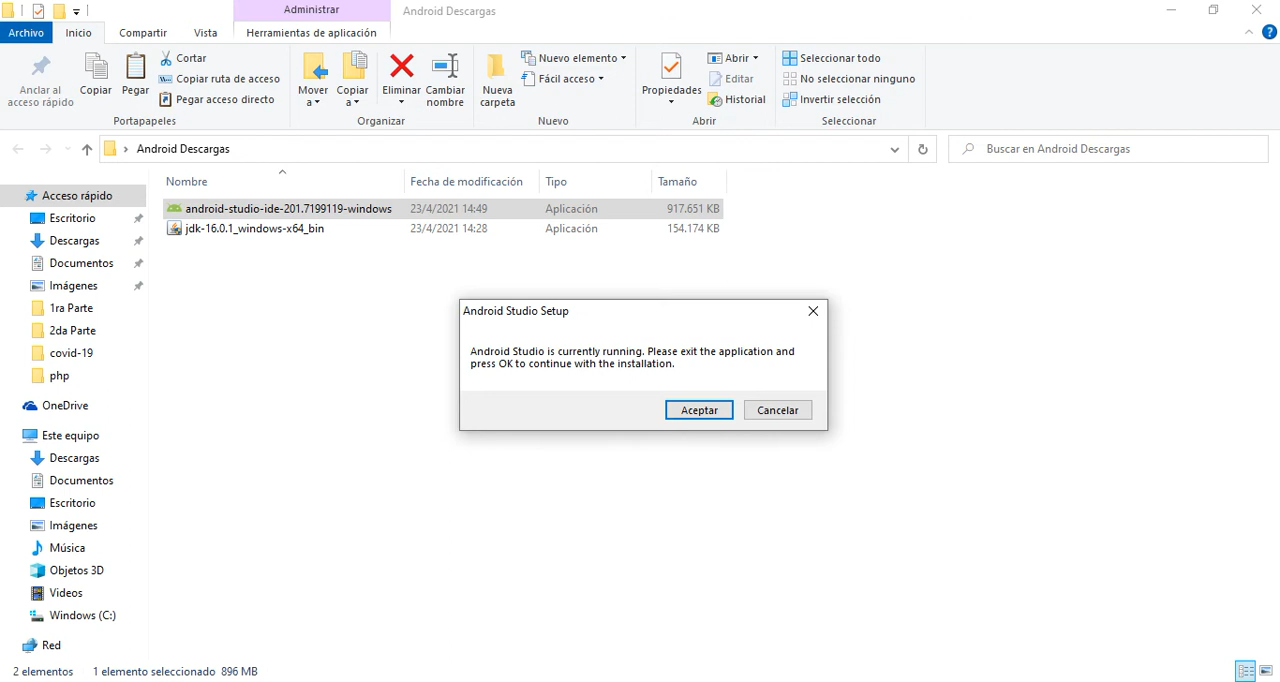 Administrar
Android Descargas
Archivo
Inicio
Compartir
Vista
Herramientas de aplicación
Anclar al
acceso rápido
Copiar
Pegar
Cortar
Copiar ruta de acceso
Pegar acceso directo
Portapapeles
Mover
a
Copiar
a
Eliminar
Cambiar
nombre
Organizar
Nueva
carpeta
Nuevo elemento
Fácil acceso
Nuevo
Propiedades
Abrir
Editar
Historial
Abrir
Seleccionar todo
No seleccionar ninguno
Invertir selección
Seleccionar
Android Descargas
Buscar en Android Descargas
Nombre
Fecha de modificación
Tipo
Tamaño
android-studio-ide-201.7199119-windows
23/4/2021 14:49
Aplicación
917.651 KB
jdk-16.0.1_windows-x64_bin
23/4/2021 14:28
Aplicación
154.174 KB
Acceso rápido
Escritorio
Descargas
Documentos
Imágenes
1ra Parte
2da Parte
covid-19
php
OneDrive
Este equipo
Descargas
Documentos
Escritorio
Imágenes
Música
Objetos 3D
Videos
Windows (C:)
Red
Android Studio Setup
Android Studio is currently running. Please exit the application and
press OK to continue with the installation.
Aceptar
Cancelar
2 elementos
1 elemento seleccionado 896 MB